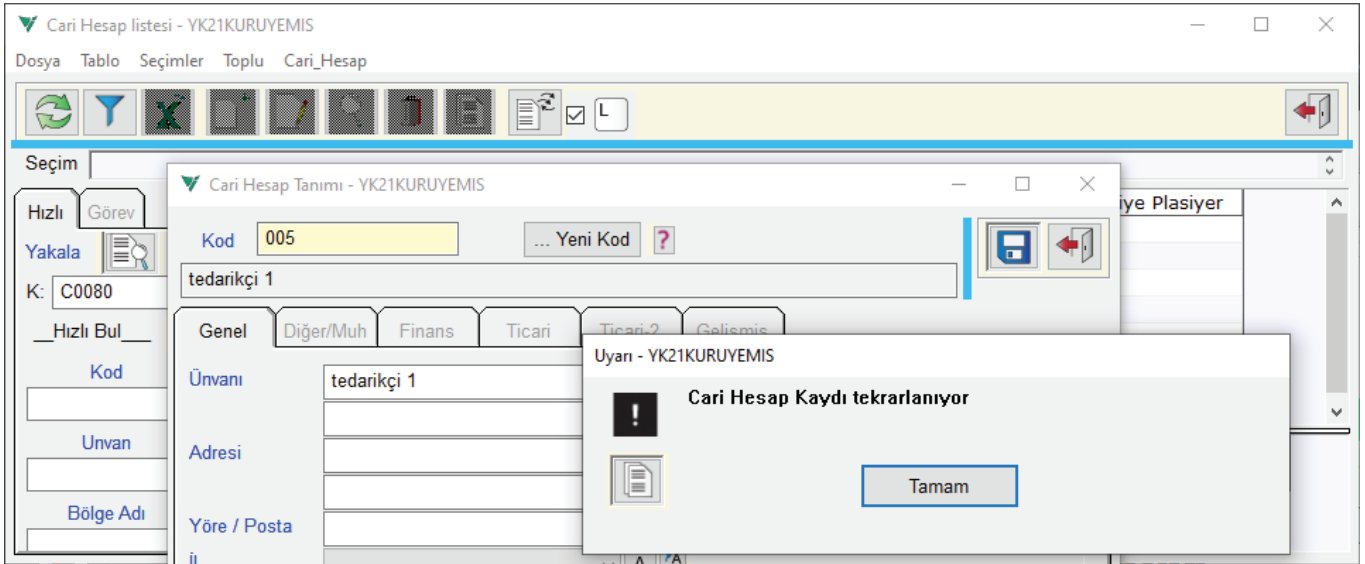 Cari Hesap listesi - YK21KURUYEMIS
Dosya Tablo Seçimler Toplu Cari_Hesap
L
Seçim
Cari Hesap Tanımı - YK21KURUYEMIS
iye Plasiyer
Hızlı Görev
Kod 005 ... Yeni Kod ?
Yakala
tedarikçi 1
K: C0080
Genel Diğer/Muh Finans Ticari Ticari-2 Gelişmiş
__Hızlı Bul__
Uyarı - YK21KURUYEMIS
Kod
Ünvanı tedarikçi 1
Cari Hesap Kaydı tekrarlanıyor
Unvan
Adresi
Tamam
Bölge Adı
Yöre / Posta
İl